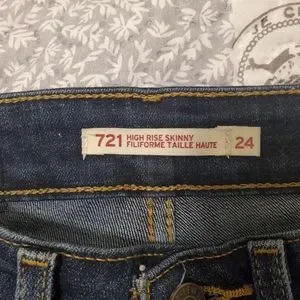 721 HIGH RISE SKINNY
FILIFORME TAILLE HAUTE 24